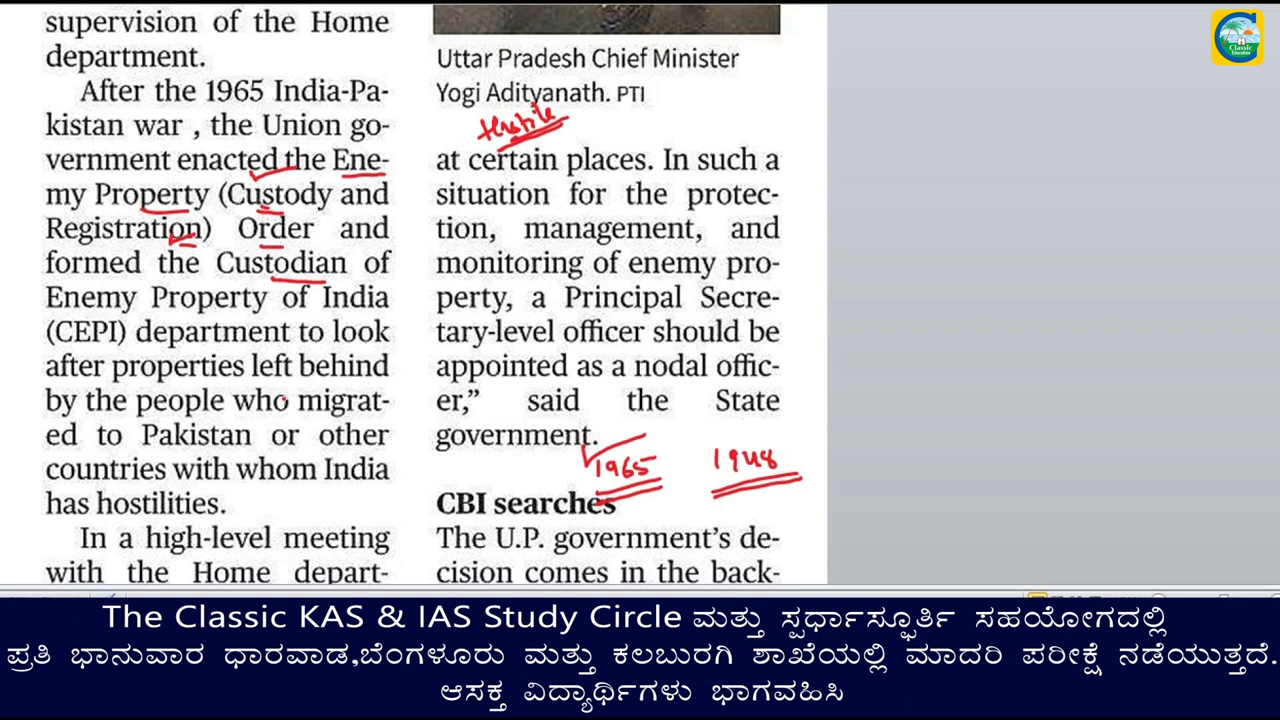 supervision of the Home
department.
After the 1965 India-Pa-
kistan war , the Union go-
vernment enacted the Ene-
my Property (Custody and
Registration) Order and
formed the Custodian of
Enemy Property of India
(CEPI) department to look
after properties left behind
by the people who migrat-
ed to Pakistan or other
countries with whom India
has hostilities.
In a high-level meeting
with the Home depart-
Uttar Pradesh Chief Minister
Yogi Adityanath. PTI
Hostile
at certain places. In such a
situation for the protec-
tion, management, and
monitoring of enemy pro-
perty, a Principal Secre-
tary-level officer should be
appointed as a nodal offic-
er,” said the State
government.
1965 1948
CBI searches
The U.P. government’s de-
cision comes in the back-
Classic
Education
The Classic KAS & IAS Study Circle ಮತ್ತು ಸ್ಪರ್ಧಾಸ್ಫೂರ್ತಿ ಸಹಯೋಗದಲ್ಲಿ
ಪ್ರತಿ ಭಾನುವಾರ ಧಾರವಾಡ,ಬೆಂಗಳೂರು ಮತ್ತು ಕಲಬುರಗಿ ಶಾಖೆಯಲ್ಲಿ ಮಾದರಿ ಪರೀಕ್ಷೆ ನಡೆಯುತ್ತದೆ.
ಆಸಕ್ತ ವಿದ್ಯಾರ್ಥಿಗಳು ಭಾಗವಹಿಸಿ